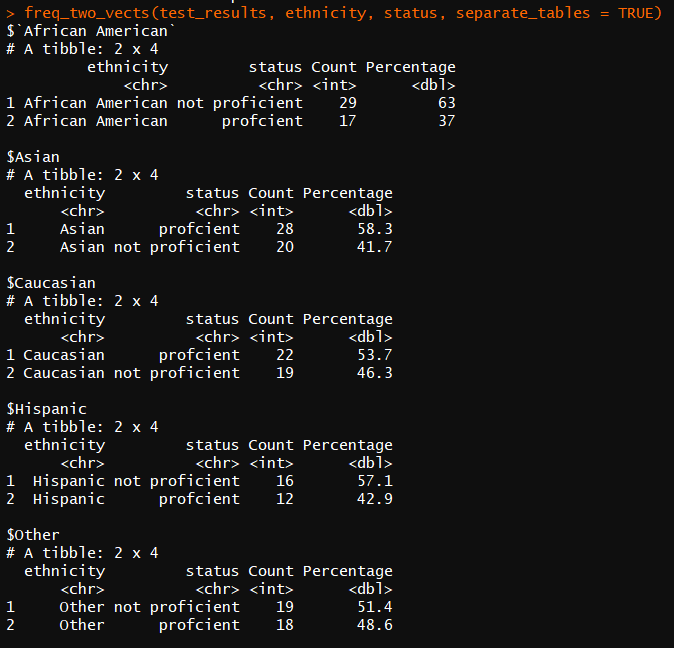 > freq_two_vects(test_results, ethnicity, status, separate_tables = TRUE)
$`African American`
# A tibble: 2 x 4
         ethnicity         status Count Percentage
             <chr>          <chr> <int>      <dbl>
1 African American not proficient    29         63
2 African American      profcient    17         37

$Asian
# A tibble: 2 x 4
  ethnicity         status Count Percentage
      <chr>          <chr> <int>      <dbl>
1     Asian      profcient    28       58.3
2     Asian not proficient    20       41.7

$Caucasian
# A tibble: 2 x 4
  ethnicity         status Count Percentage
      <chr>          <chr> <int>      <dbl>
1 Caucasian      profcient    22       53.7
2 Caucasian not proficient    19       46.3

$Hispanic
# A tibble: 2 x 4
  ethnicity         status Count Percentage
      <chr>          <chr> <int>      <dbl>
1  Hispanic not proficient    16       57.1
2  Hispanic      profcient    12       42.9

$Other
# A tibble: 2 x 4
  ethnicity         status Count Percentage
      <chr>          <chr> <int>      <dbl>
1     Other not proficient    19       51.4
2     Other      profcient    18       48.6